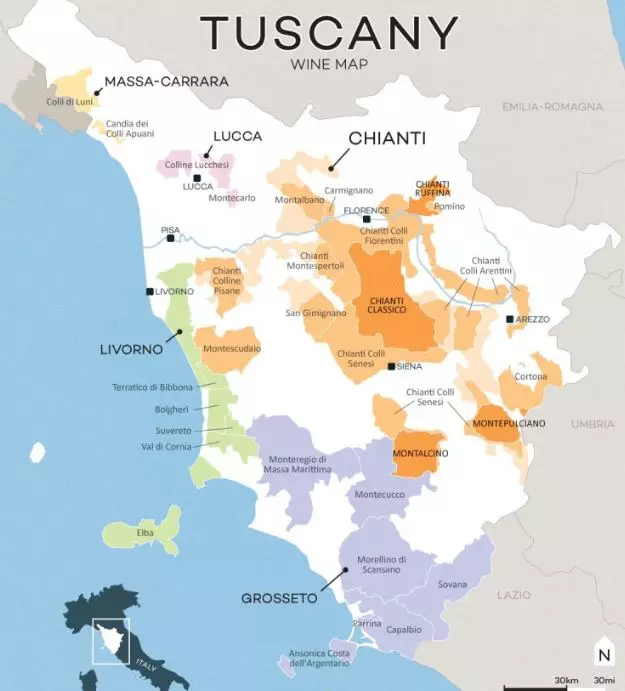 TUSCANY
WINE MAP
MASSA-CARRARA
Colli di Luni
EMILIA-ROMAGNA
Candia dei
Colli Apuani
LUCCA
CHIANTI
Colline Lucchesi
LUCCA
Montecarlo
CHIANTI
RUFFINA
Carmignano
Montalbano
Pomino
FLORENCE
PISA
Chianti Colli
Fiorentini
Chianti
Montespertoli
Chianti
Colli Arentini
Chianti
Colline
Pisane
LIVORNO
CHIANTI
CLASSICO
San Gimignano
AREZZO
LIVORNO
Montescudaio
Chianti Colli
Senesi
SIENA
Cortona
Terratico di Bibbona
Chianti Colli
Senesi
Bolgheri
MONTEPULCIANO
UMBRIA
Suvereto
Val di Cornia
Monteregio di
Massa Marittima
MONTALCINO
Montecucco
Elba
Morellino di
Scansano
Sovana
GROSSETO
LAZIO
Parrina
Capalbio
Ansonica Costa
dell'Argentario
ITALY
N
30km 30mi